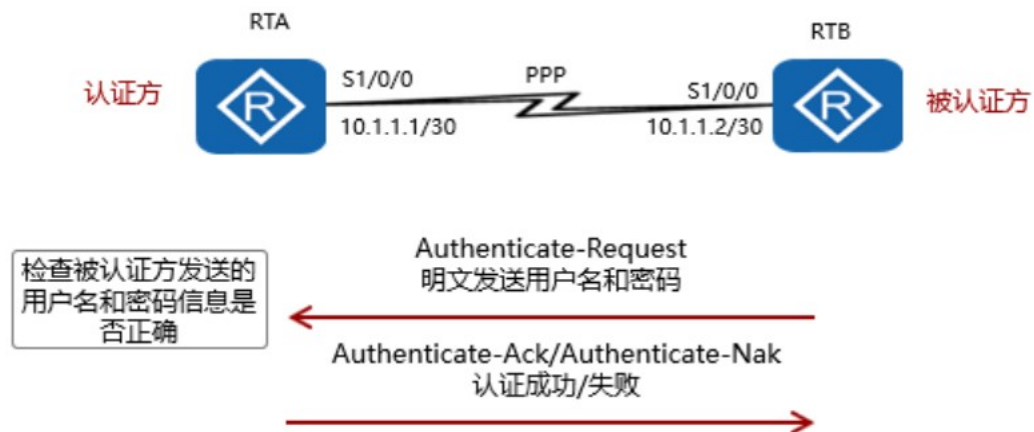 RTA
RTB
认证方
S1/0/0
PPP
S1/0/0
被认证方
R
R
10.1.1.1/30
10.1.1.2/30
Authenticate-Request
明文发送用户名和密码
检查被认证方发送的
用户名和密码信息是
否正确
Authenticate-Ack/Authenticate-Nak
认证成功/失败